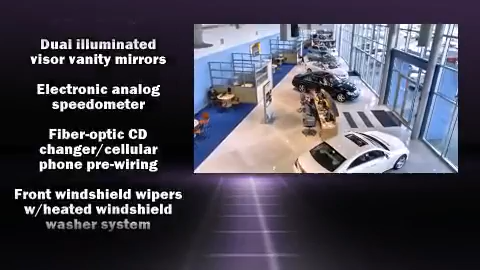 Dual illuminated
visor vanity mirrors
Electronic analog
speedometer
Fiber-optic CD
changer/cellular
phone pre-wiring
Front windshield wipers
w/heated windshield
washer system